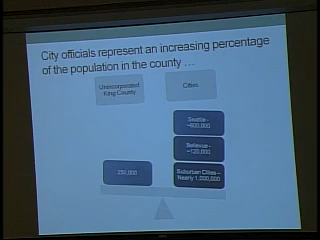 City officials represent an increasing percentage
of the population in the county ...
Unincorporated
King County
Cities
Seattle -
~600,000
Bellevue -
~120,000
250,000
Suburban Cities –
Nearly 1,000,000